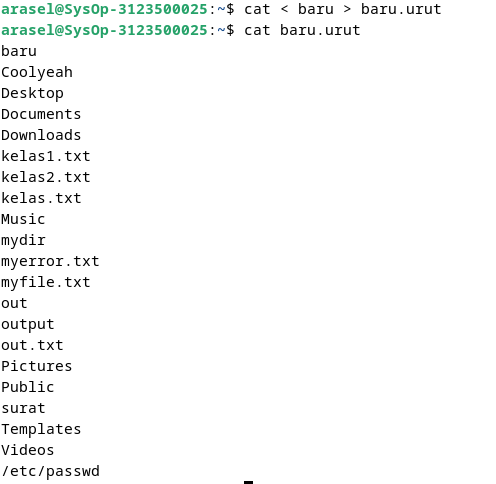 arasel@SysOp-3123500025:~$ cat < baru > baru.urut
arasel@SysOp-3123500025:~$ cat baru.urut
baru
Coolyeah
Desktop
Documents
Downloads
kelas1.txt
kelas2.txt
kelas.txt
Music
mydir
myerror.txt
myfile.txt
out
output
out.txt
Pictures
Public
surat
Templates
Videos
/etc/passwd